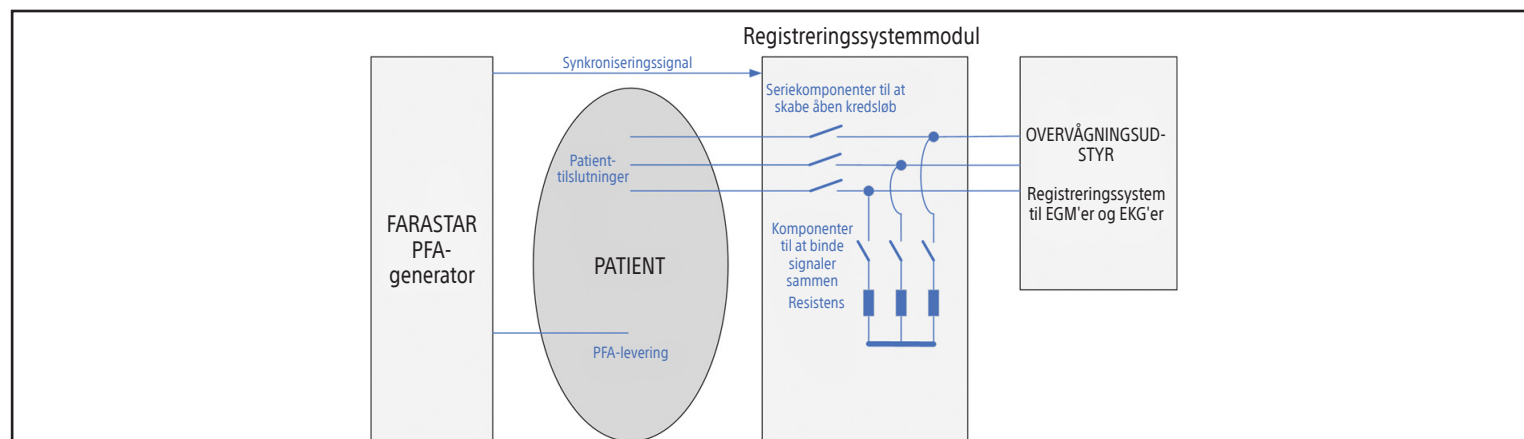 Registreringssystemmodul
Synkroniseringssignal
Seriekomponenter til at
skabe åben kredsløb
OVERVÅGNINGSUD-
STYR
Patient-
tilslutninger
Registreringssystem
til EGM'er og EKG'er
FARASTAR
PFA-
generator
PATIENT
Komponenter
til at binde
signaler
sammen
Resistens
PFA-levering